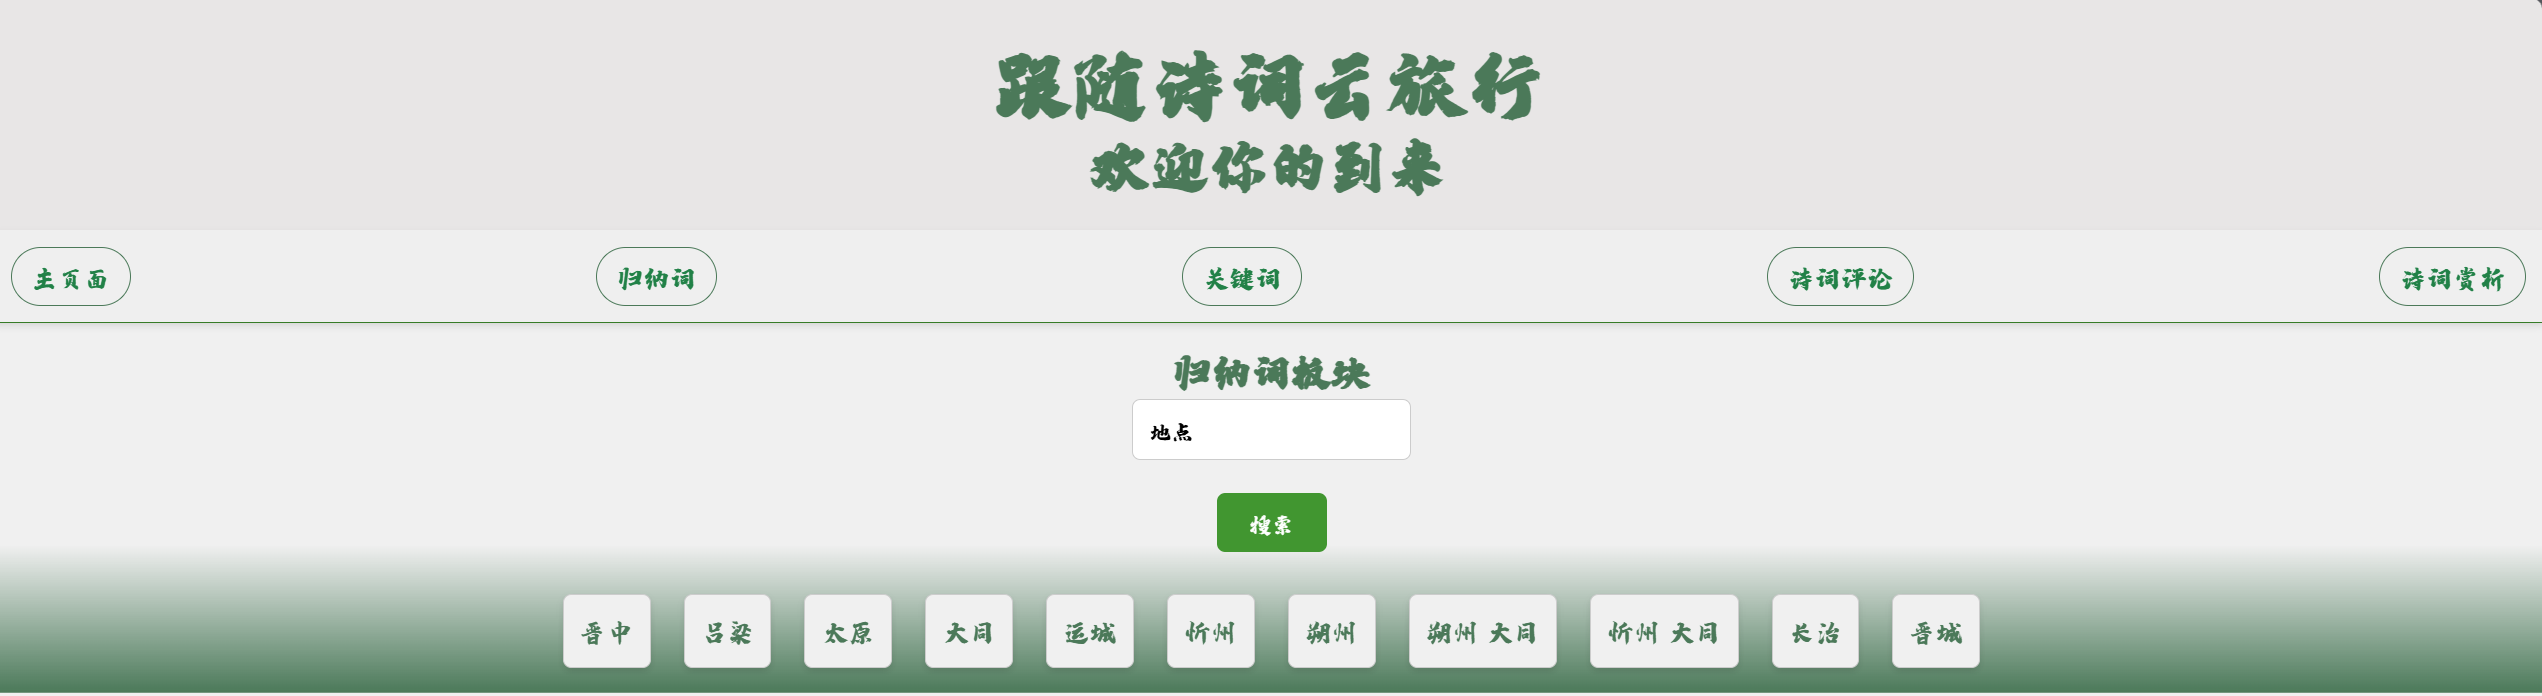 跟随诗词云旅行
欢迎你的到来
主页面 归纳词 关键词 诗词评论 诗词赏析
归纳词板块
地点
搜索
晋中 吕梁 太原 大同 运城 忻州 朔州 朔州 大同 忻州 大同 长治 晋城